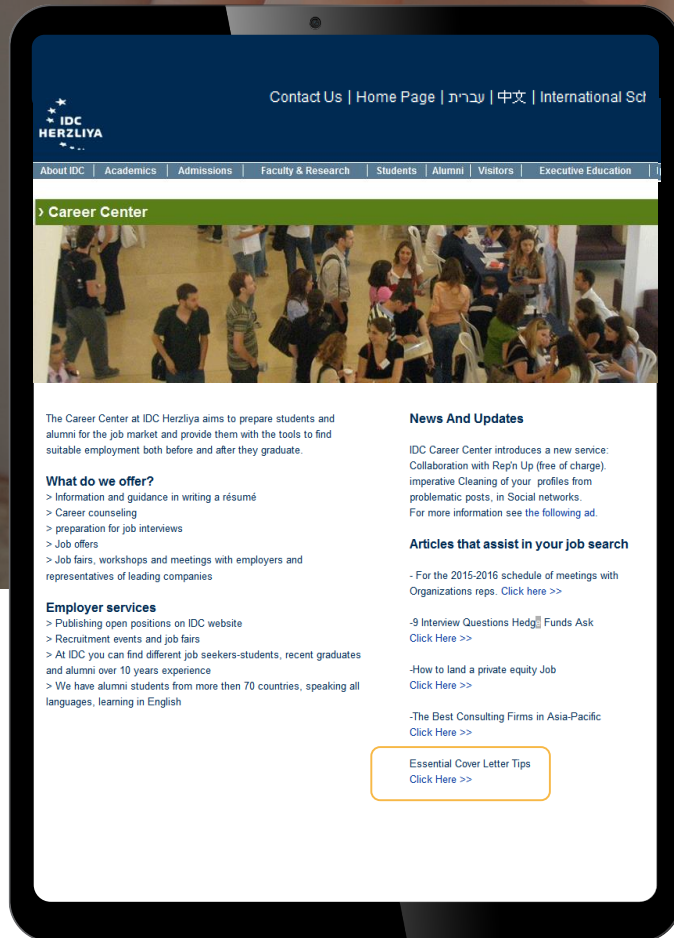 Contact Us | Home Page | עברית | 中文 | International Sch
IDC
HERZLIYA
About IDC | Academics | Admissions | Faculty & Research | Students | Alumni | Visitors | Executive Education |
› Career Center
The Career Center at IDC Herzliya aims to prepare students and
alumni for the job market and provide them with the tools to find
suitable employment both before and after they graduate.
What do we offer?
> Information and guidance in writing a résumé
> Career counseling
> preparation for job interviews
> Job offers
> Job fairs, workshops and meetings with employers and
representatives of leading companies
Employer services
> Publishing open positions on IDC website
> Recruitment events and job fairs
> At IDC you can find different job seekers-students, recent graduates
and alumni over 10 years experience
> We have alumni students from more then 70 countries, speaking all
languages, learning in English
News And Updates
IDC Career Center introduces a new service:
Collaboration with Rep'n Up (free of charge).
imperative Cleaning of your profiles from
problematic posts, in Social networks.
For more information see the following ad.
Articles that assist in your job search
- For the 2015-2016 schedule of meetings with
Organizations reps. Click here >>
-9 Interview Questions Hedge Funds Ask
Click Here >>
-How to land a private equity Job
Click Here >>
-The Best Consulting Firms in Asia-Pacific
Click Here >>
Essential Cover Letter Tips
Click Here >>